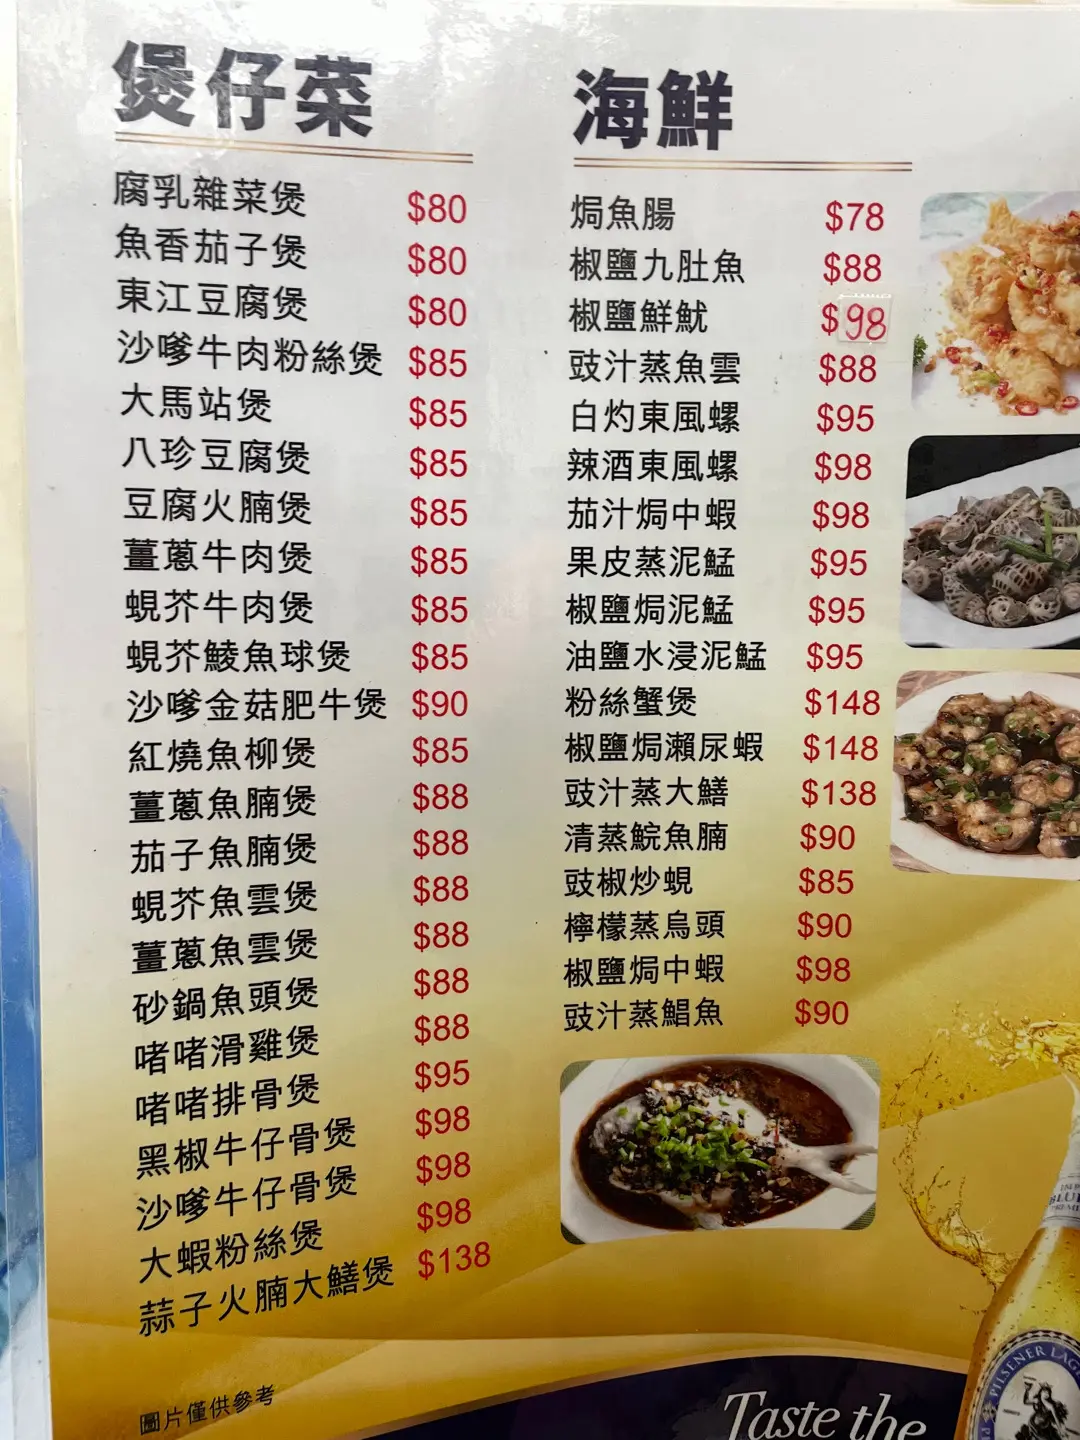 煲仔菜
腐乳雜菜煲 $80
魚香茄子煲 $80
東江豆腐煲 $80
沙嗲牛肉粉絲煲 $85
大馬站煲 $85
八珍豆腐煲 $85
豆腐火腩煲 $85
薑蔥牛肉煲 $85
蜆芥牛肉煲 $85
蜆芥鯪魚球煲 $85
沙嗲金菇肥牛煲 $90
紅燒魚柳煲 $85
薑蔥魚腩煲 $88
茄子魚腩煲 $88
蜆芥魚雲煲 $88
薑蔥魚雲煲 $88
砂鍋魚頭煲 $88
啫啫滑雞煲 $88
啫啫排骨煲 $95
黑椒牛仔骨煲 $98
沙嗲牛仔骨煲 $98
大蝦粉絲煲 $98
蒜子火腩大鱔煲 $138
圖片僅供參考
海鮮
焗魚腸 $78
椒鹽九肚魚 $88
椒鹽鮮魷 $98
豉汁蒸魚雲 $88
白灼東風螺 $95
辣酒東風螺 $98
茄汁焗中蝦 $98
果皮蒸泥鯭 $95
椒鹽焗泥鯭 $95
油鹽水浸泥鯭 $95
粉絲蟹煲 $148
椒鹽焗瀨尿蝦 $148
豉汁蒸大鱔 $138
清蒸鯇魚腩 $90
豉椒炒蜆 $85
檸檬蒸烏頭 $90
椒鹽焗中蝦 $98
豉汁蒸鯧魚 $90
Taste the
PILSENER